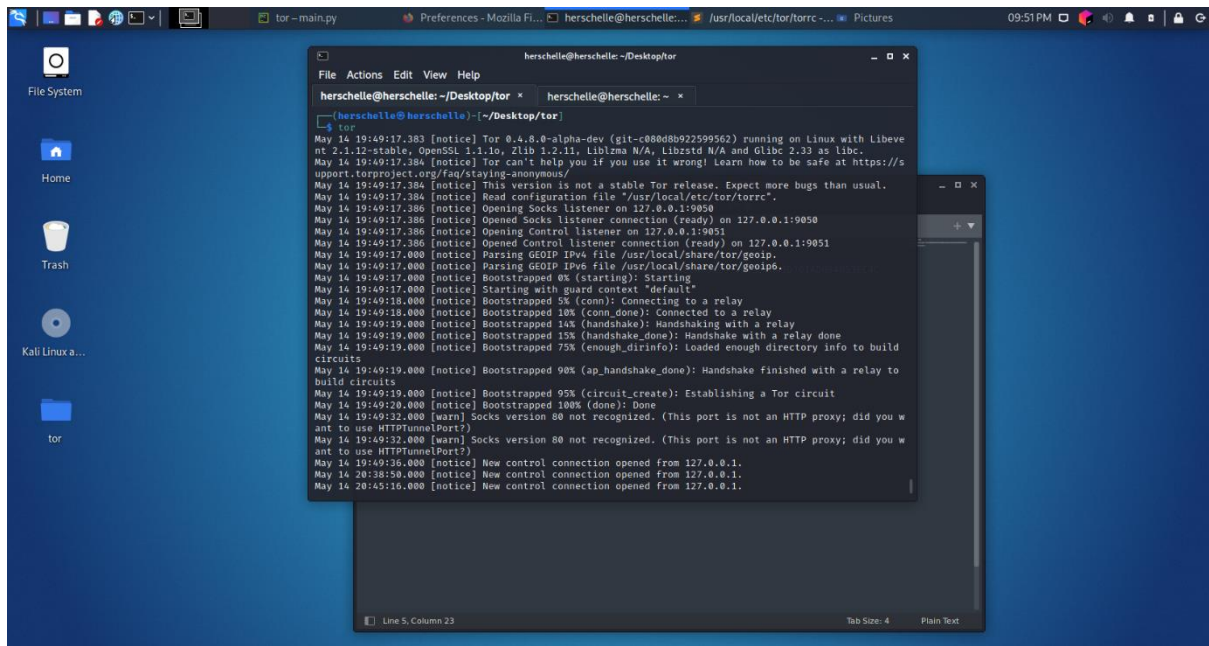 tor – main.py
Preferences - Mozilla Fi...
herschelle@herschelle:...
/usr/local/etc/tor/torrc -...
Pictures
09:51 PM
File System
Home
Trash
Kali Linux a...
tor
herschelle@herschelle: ~/Desktop/tor
File Actions Edit View Help
herschelle@herschelle: ~/Desktop/tor ×
herschelle@herschelle: ~ ×
(herschelle㉿herschelle)-[~/Desktop/tor]
$ tor
May 14 19:49:17.383 [notice] Tor 0.4.8.0-alpha-dev (git-c080d8b922599562) running on Linux with Libeve
nt 2.1.12-stable, OpenSSL 1.1.1o, Zlib 1.2.11, Liblzma N/A, Libzstd N/A and Glibc 2.33 as libc.
May 14 19:49:17.384 [notice] Tor can't help you if you use it wrong! Learn how to be safe at https://s
upport.torproject.org/faq/staying-anonymous/
May 14 19:49:17.384 [notice] This version is not a stable Tor release. Expect more bugs than usual.
May 14 19:49:17.384 [notice] Read configuration file "/usr/local/etc/tor/torrc".
May 14 19:49:17.386 [notice] Opening Socks listener on 127.0.0.1:9050
May 14 19:49:17.386 [notice] Opened Socks listener connection (ready) on 127.0.0.1:9050
May 14 19:49:17.386 [notice] Opening Control listener on 127.0.0.1:9051
May 14 19:49:17.386 [notice] Opened Control listener connection (ready) on 127.0.0.1:9051
May 14 19:49:17.000 [notice] Parsing GEOIP IPv4 file /usr/local/share/tor/geoip.
May 14 19:49:17.000 [notice] Parsing GEOIP IPv6 file /usr/local/share/tor/geoip6.
May 14 19:49:17.000 [notice] Bootstrapped 0% (starting): Starting
May 14 19:49:17.000 [notice] Starting with guard context "default"
May 14 19:49:18.000 [notice] Bootstrapped 5% (conn): Connecting to a relay
May 14 19:49:18.000 [notice] Bootstrapped 10% (conn_done): Connected to a relay
May 14 19:49:19.000 [notice] Bootstrapped 14% (handshake): Handshaking with a relay
May 14 19:49:19.000 [notice] Bootstrapped 15% (handshake_done): Handshake with a relay done
May 14 19:49:19.000 [notice] Bootstrapped 75% (enough_dirinfo): Loaded enough directory info to build
circuits
May 14 19:49:19.000 [notice] Bootstrapped 90% (ap_handshake_done): Handshake finished with a relay to
build circuits
May 14 19:49:19.000 [notice] Bootstrapped 95% (circuit_create): Establishing a Tor circuit
May 14 19:49:20.000 [notice] Bootstrapped 100% (done): Done
May 14 19:49:32.000 [warn] Socks version 80 not recognized. (This port is not an HTTP proxy; did you w
ant to use HTTPTunnelPort?)
May 14 19:49:32.000 [warn] Socks version 80 not recognized. (This port is not an HTTP proxy; did you w
ant to use HTTPTunnelPort?)
May 14 19:49:36.000 [notice] New control connection opened from 127.0.0.1.
May 14 20:38:50.000 [notice] New control connection opened from 127.0.0.1.
May 14 20:45:16.000 [notice] New control connection opened from 127.0.0.1.
Line 5, Column 23
Tab Size: 4
Plain Text